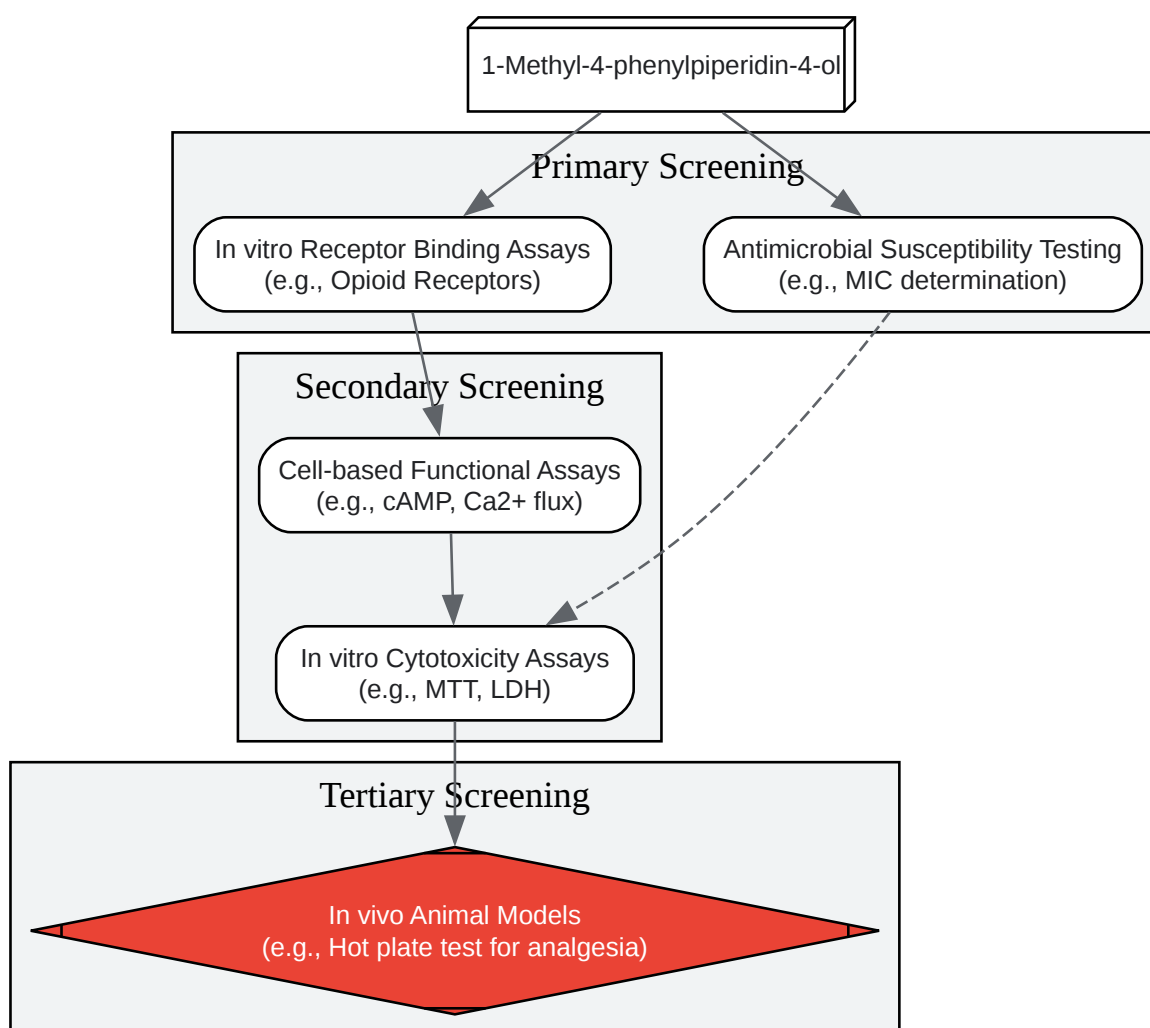 1-Methyl-4-phenylpiperidin-4-ol
Primary Screening
In vitro Receptor Binding Assays
(e.g., Opioid Receptors)
Antimicrobial Susceptibility Testing
(e.g., MIC determination)
Secondary Screening
Cell-based Functional Assays
(e.g., cAMP, Ca2+ flux)
In vitro Cytotoxicity Assays
(e.g., MTT, LDH)
Tertiary Screening
In vivo Animal Models
(e.g., Hot plate test for analgesia)